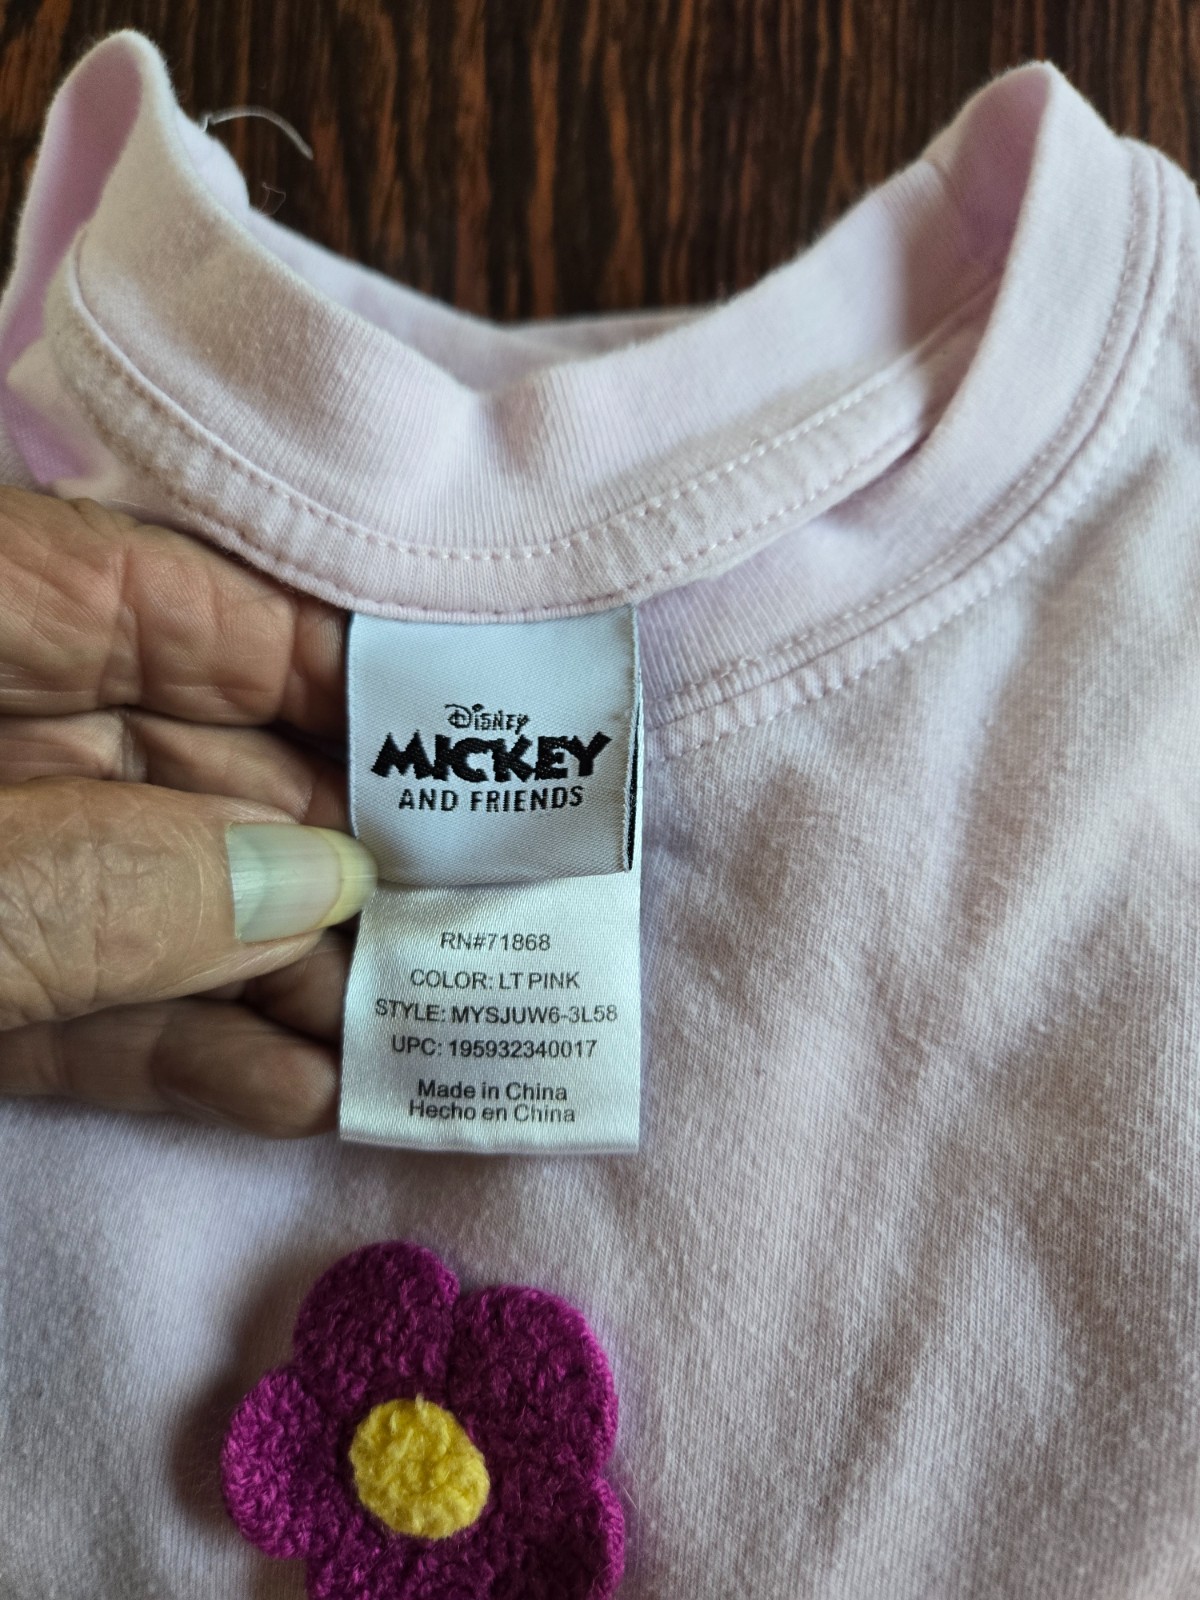 Disney
MICKEY
AND FRIENDS
RN#71868
COLOR: LT PINK
STYLE: MYSJUW6-3L58
UPC: 195932340017
Made in China
Hecho en China